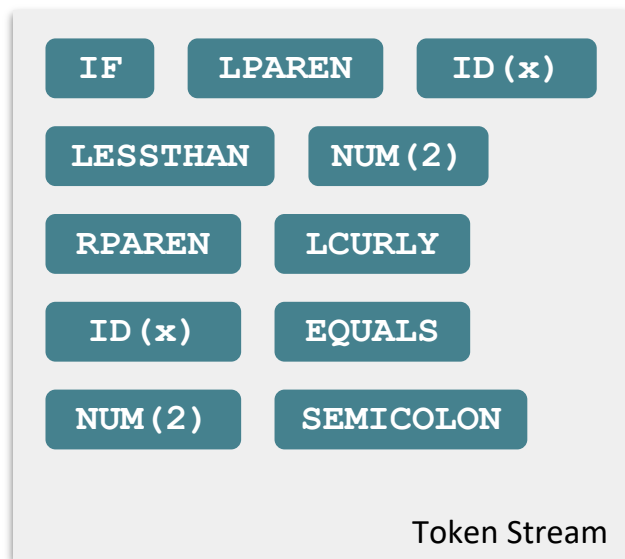 IF LPAREN ID(x)
LESSTHAN NUM(2)
RPAREN LCURLY
ID(x) EQUALS
NUM(2) SEMICOLON
Token Stream